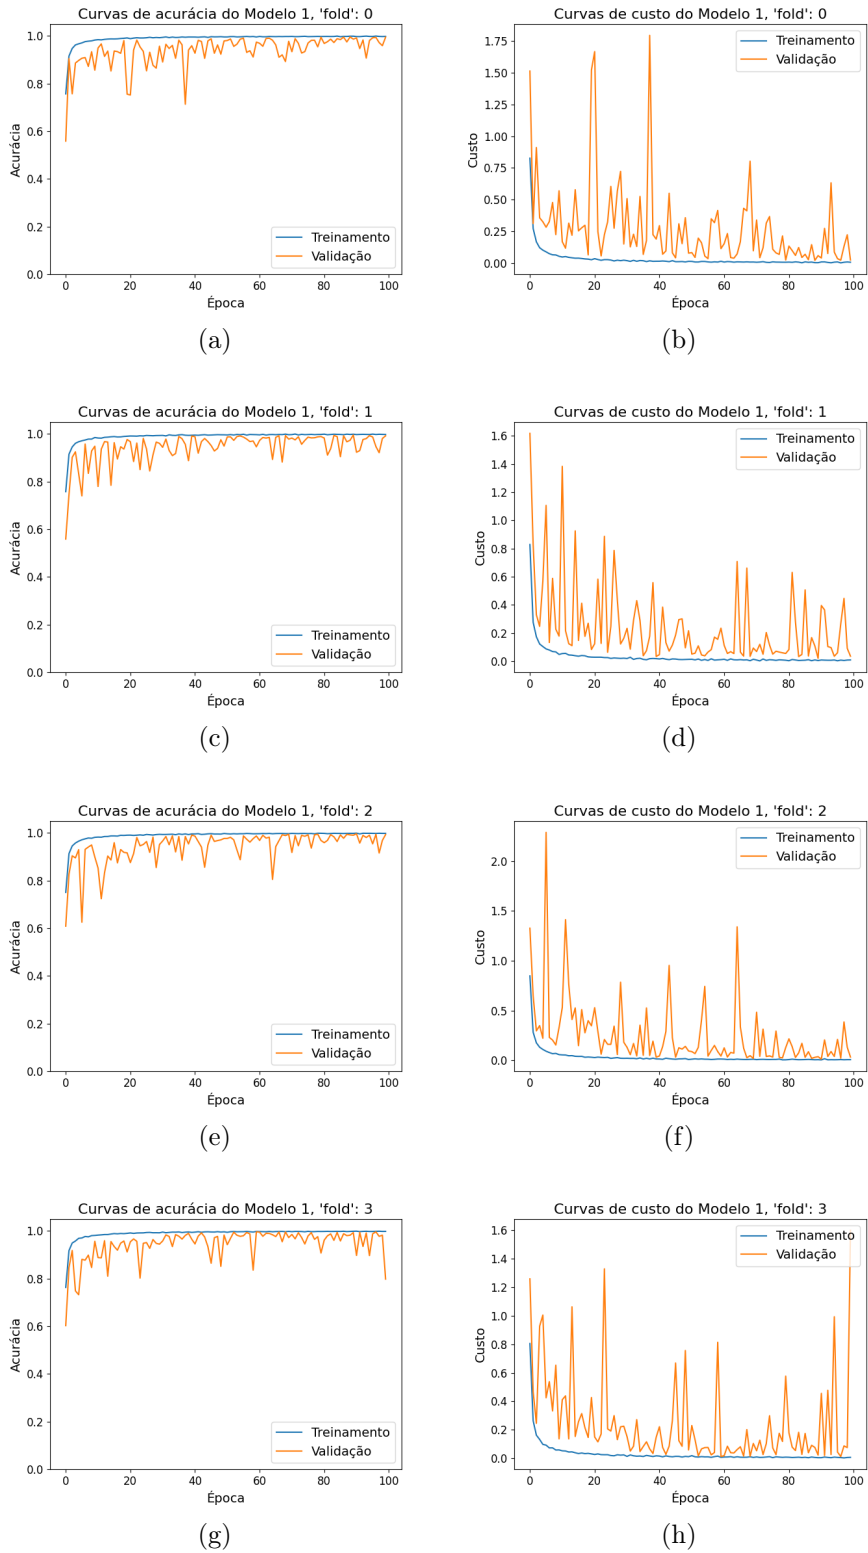 Curvas de acurácia do Modelo 1, 'fold': 0
1.0
0.8
0.6
0.4
0.2
0.0
Acurácia
Treinamento
Validação
0 20 40 60 80 100
Época
(a)
Curvas de custo do Modelo 1, 'fold': 0
1.75
1.50
1.25
1.00
0.75
0.50
0.25
0.00
Custo
Treinamento
Validação
0 20 40 60 80 100
Época
(b)
Curvas de acurácia do Modelo 1, 'fold': 1
1.0
0.8
0.6
0.4
0.2
0.0
Acurácia
Treinamento
Validação
0 20 40 60 80 100
Época
(c)
Curvas de custo do Modelo 1, 'fold': 1
1.6
1.4
1.2
1.0
0.8
0.6
0.4
0.2
0.0
Custo
Treinamento
Validação
0 20 40 60 80 100
Época
(d)
Curvas de acurácia do Modelo 1, 'fold': 2
1.0
0.8
0.6
0.4
0.2
0.0
Acurácia
Treinamento
Validação
0 20 40 60 80 100
Época
(e)
Curvas de custo do Modelo 1, 'fold': 2
2.0
1.5
1.0
0.5
0.0
Custo
Treinamento
Validação
0 20 40 60 80 100
Época
(f)
Curvas de acurácia do Modelo 1, 'fold': 3
1.0
0.8
0.6
0.4
0.2
0.0
Acurácia
Treinamento
Validação
0 20 40 60 80 100
Época
(g)
Curvas de custo do Modelo 1, 'fold': 3
1.6
1.4
1.2
1.0
0.8
0.6
0.4
0.2
0.0
Custo
Treinamento
Validação
0 20 40 60 80 100
Época
(h)